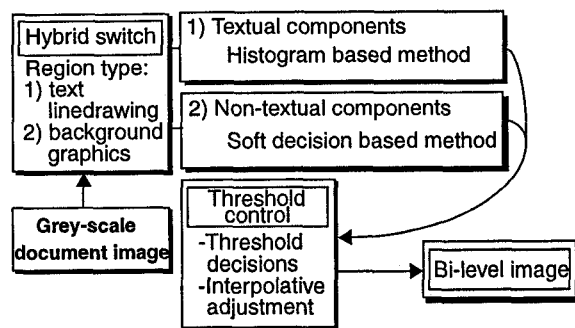 Hybrid switch
Region type:
1) text
linedrawing
2) background
graphics
1) Textual components
Histogram based method
2) Non-textual components
Soft decision based method
Grey-scale
document image
Threshold
control
-Threshold
decisions
-Interpolative
adjustment
Bi-level image